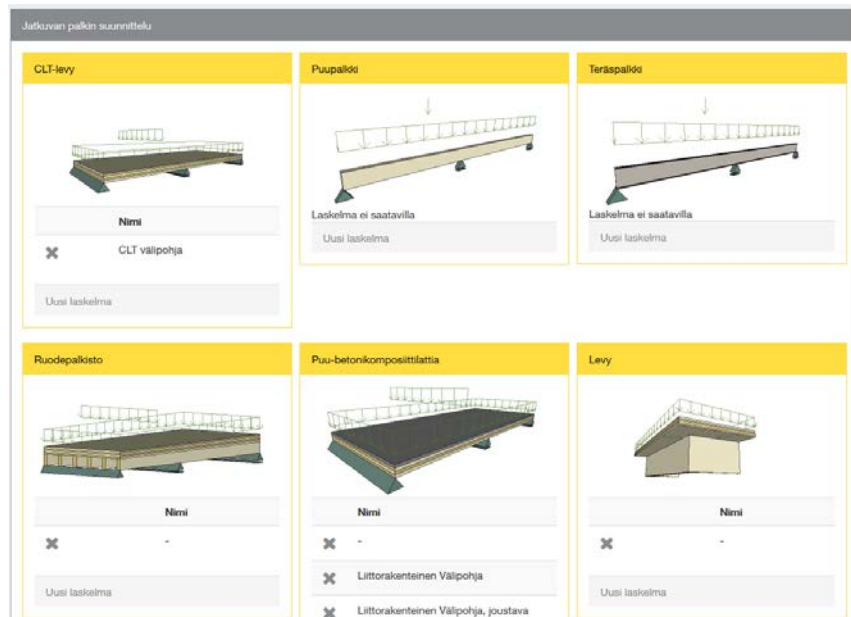 Jatkuvan palkin suunnittelu
CLT-levy
Puupalkki
Teräspalkki
Nimi
CLT välipohja
Uusi laskelma
Laskelma ei saatavilla
Uusi laskelma
Laskelma ei saatavilla
Uusi laskelma
Ruodepalkisto
Puu-betonikomposiittilattia
Levy
Nimi
-
Uusi laskelma
Nimi
-
Liittorakenteinen Välipohja
Liittorakenteinen Välipohja, joustava
Nimi
-
Uusi laskelma